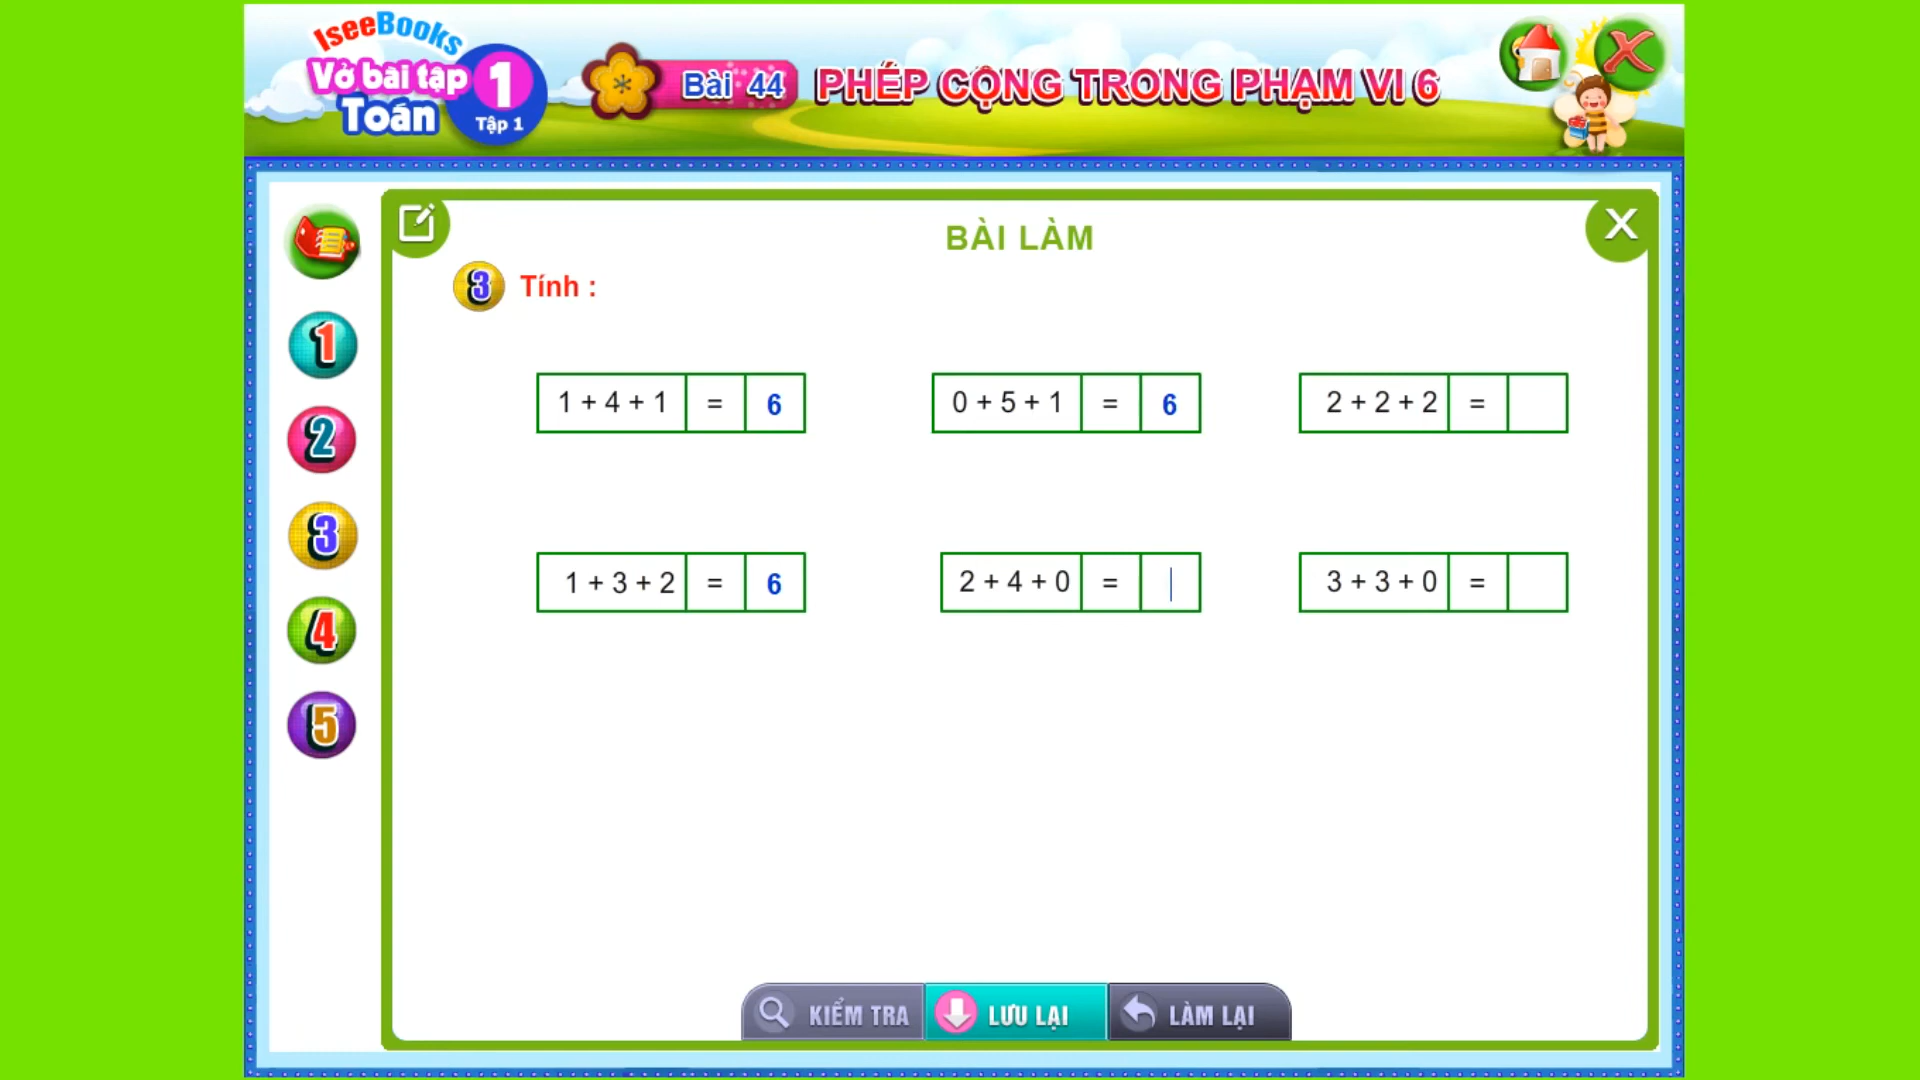 IseeBooks
Vở bài tập 1
Toán Tập 1
Bài 44 PHÉP CỘNG TRONG PHẠM VI 6
BÀI LÀM
3 Tính :
1
2
3
4
5
1 + 4 + 1 = 6
0 + 5 + 1 = 6
2 + 2 + 2 =
1 + 3 + 2 = 6
2 + 4 + 0 =
3 + 3 + 0 =
KIỂM TRA LƯU LẠI LÀM LẠI